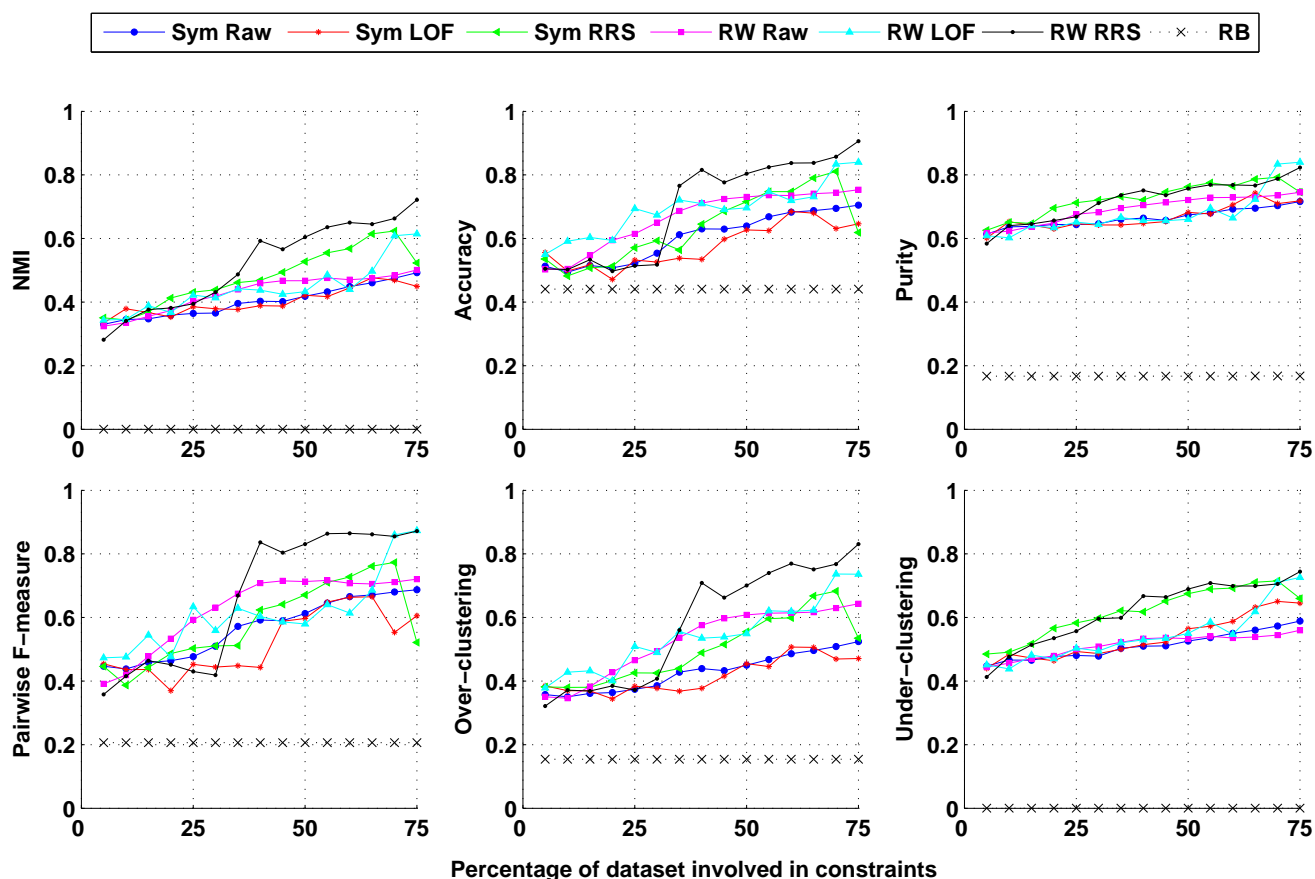 Sym Raw Sym LOF Sym RRS RW Raw RW LOF RW RRS RB
1 1 1
0.8 0.8 0.8
0.6 0.6 0.6
0.4 0.4 0.4
0.2 0.2 0.2
0 0 0
NMI Accuracy Purity
0 25 50 75 0 25 50 75 0 25 50 75
1 1 1
0.8 0.8 0.8
0.6 0.6 0.6
0.4 0.4 0.4
0.2 0.2 0.2
0 0 0
Pairwise F−measure Over−clustering Under−clustering
0 25 50 75 0 25 50 75 0 25 50 75
Percentage of dataset involved in constraints